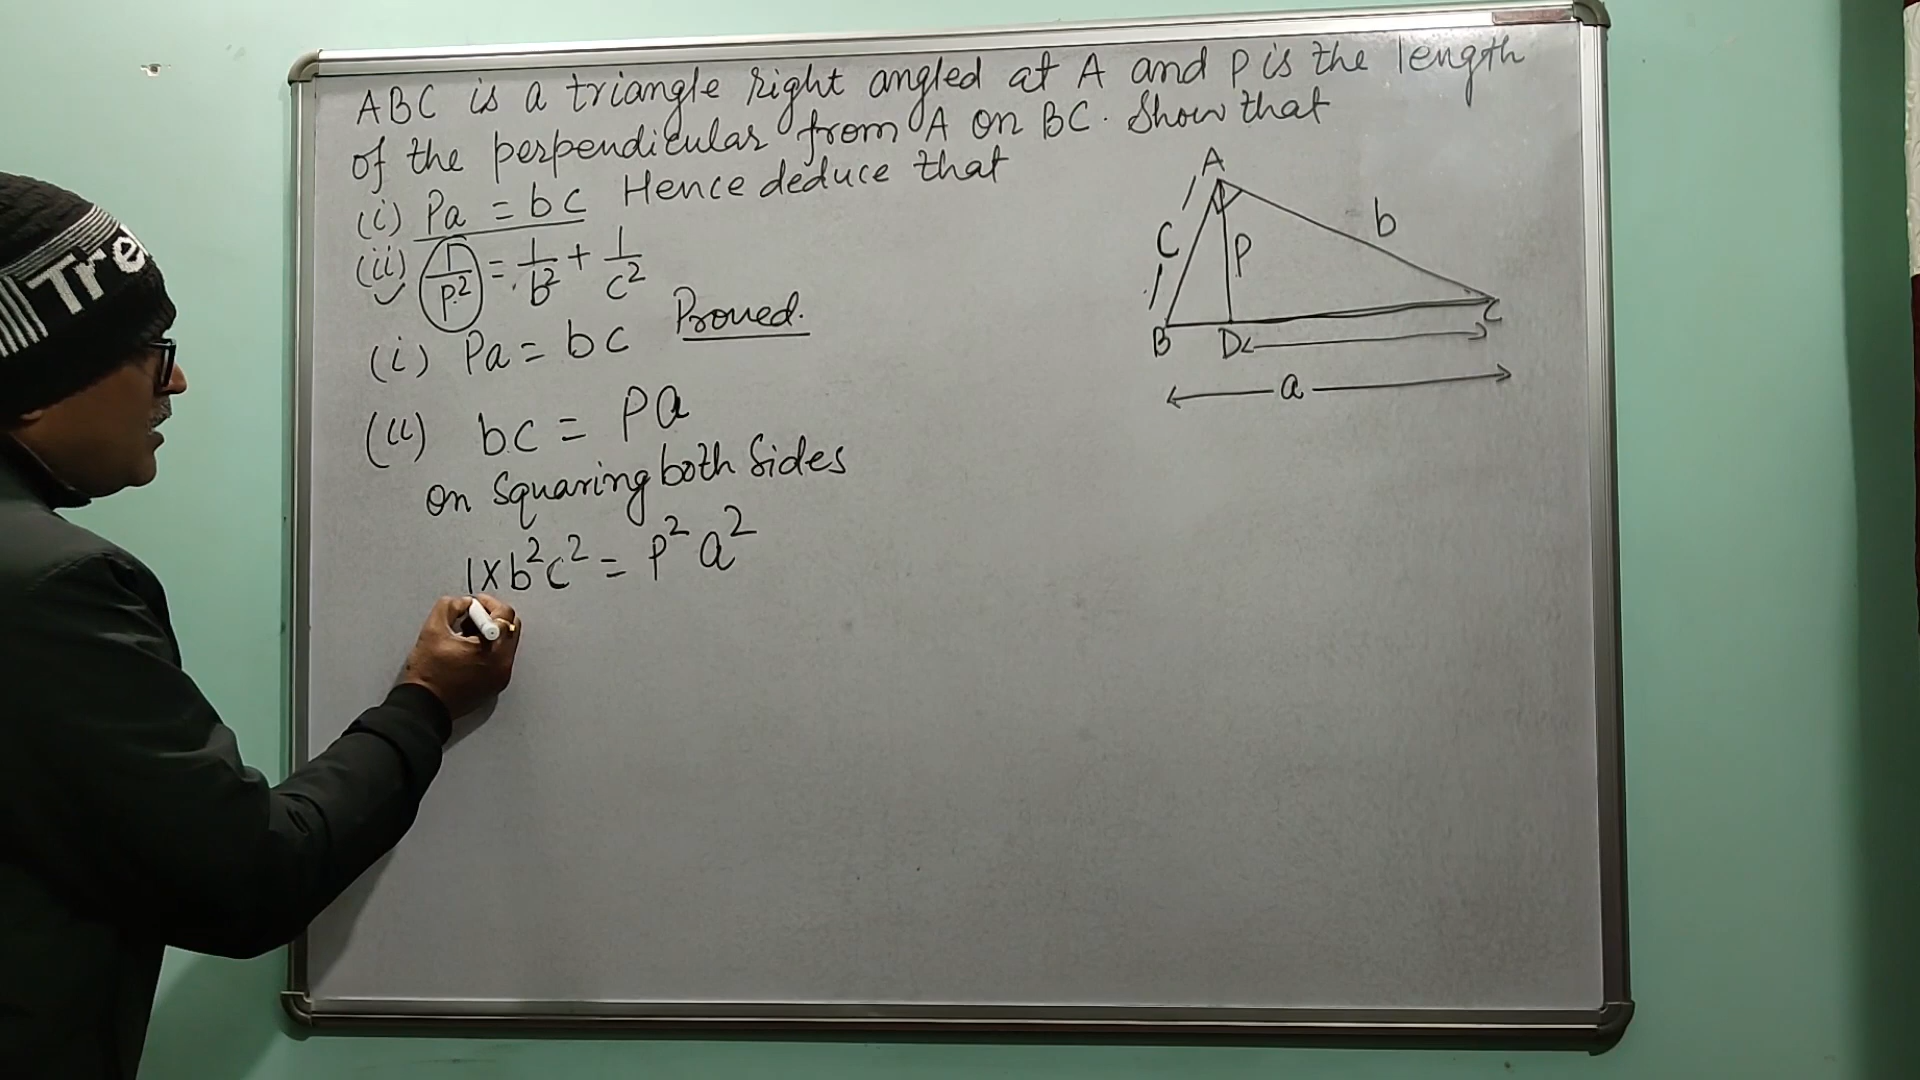 ABC is a triangle right angled at A and P is the length
of the perpendicular from A on BC. Show that
(i) Pa = bc Hence deduce that
(ii) 1/P² = 1/b² + 1/c²
(i) Pa = bc Proved.
(ii) bc = Pa
On Squaring both Sides
1×b²c² = P² a²
A
b
C
P
B
D
C
a
Tre